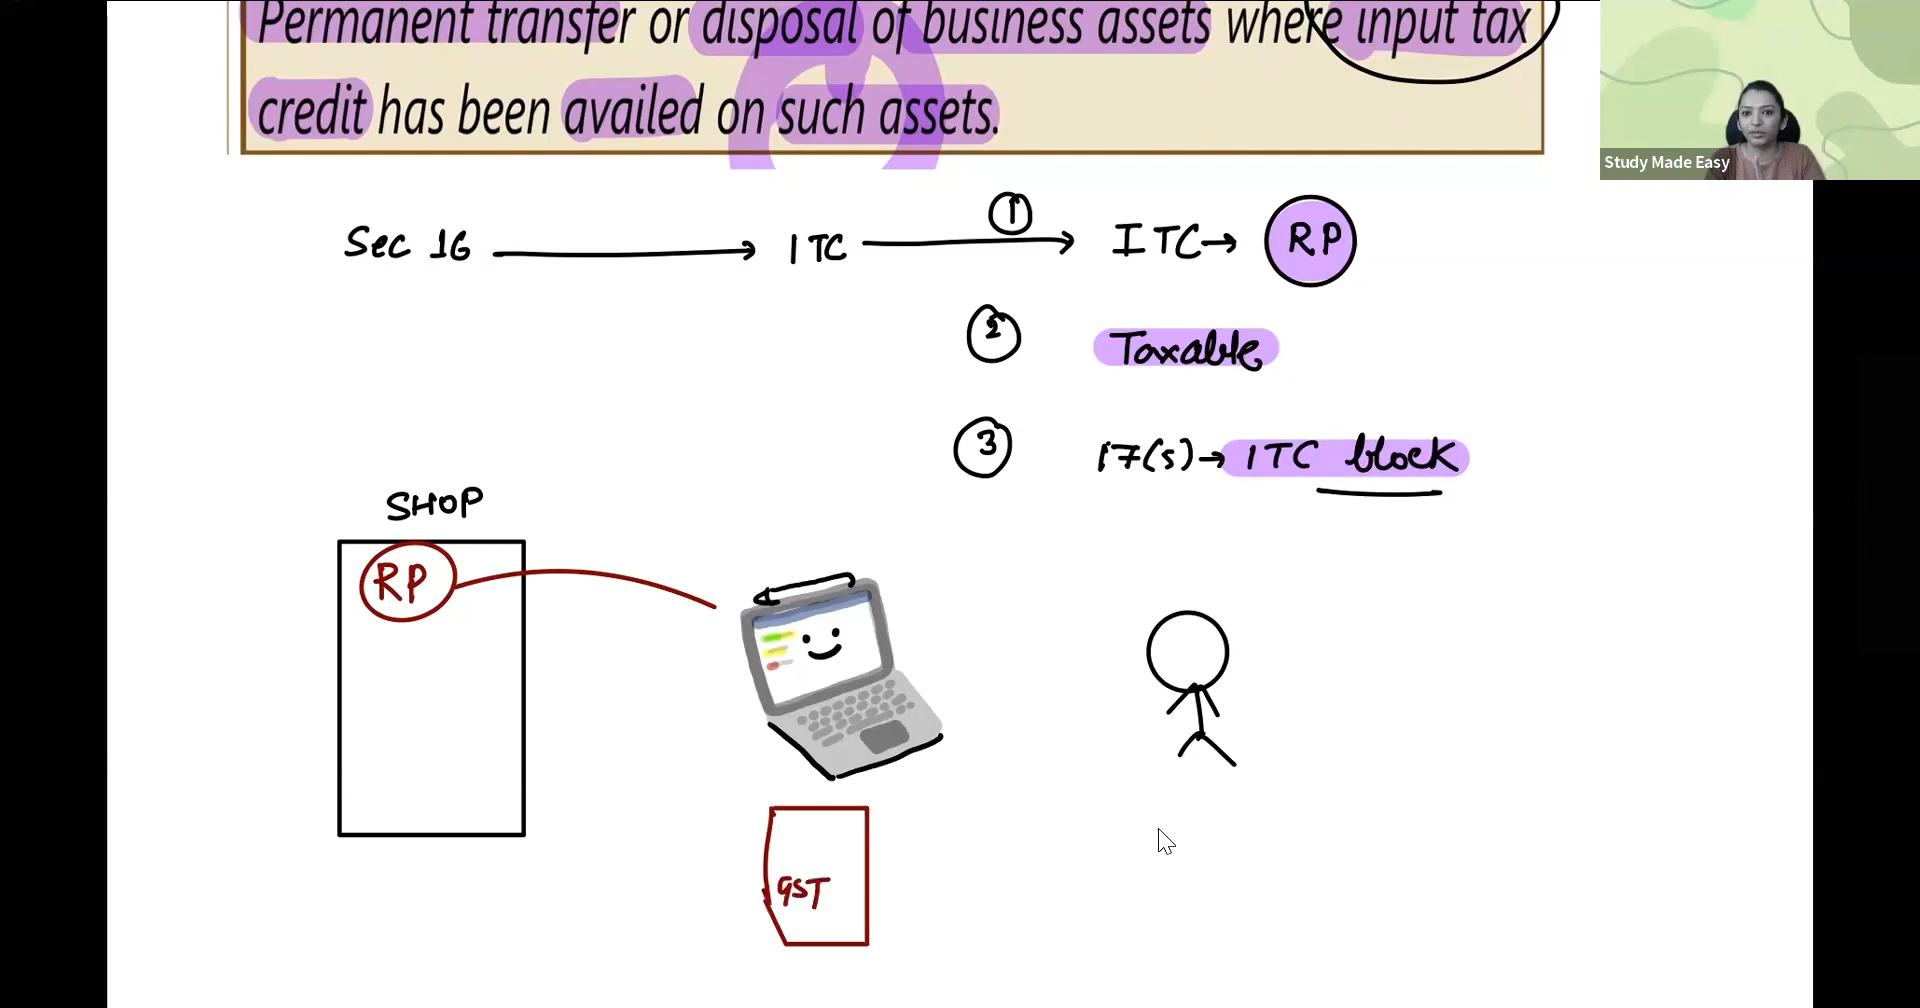 Permanent transfer or disposal of business assets where input tax
credit has been availed on such assets.
Study Made Easy
Sec 16 → ITC → ① ITC → RP
② Taxable
③ 17(5) → ITC block
SHOP
RP
GST